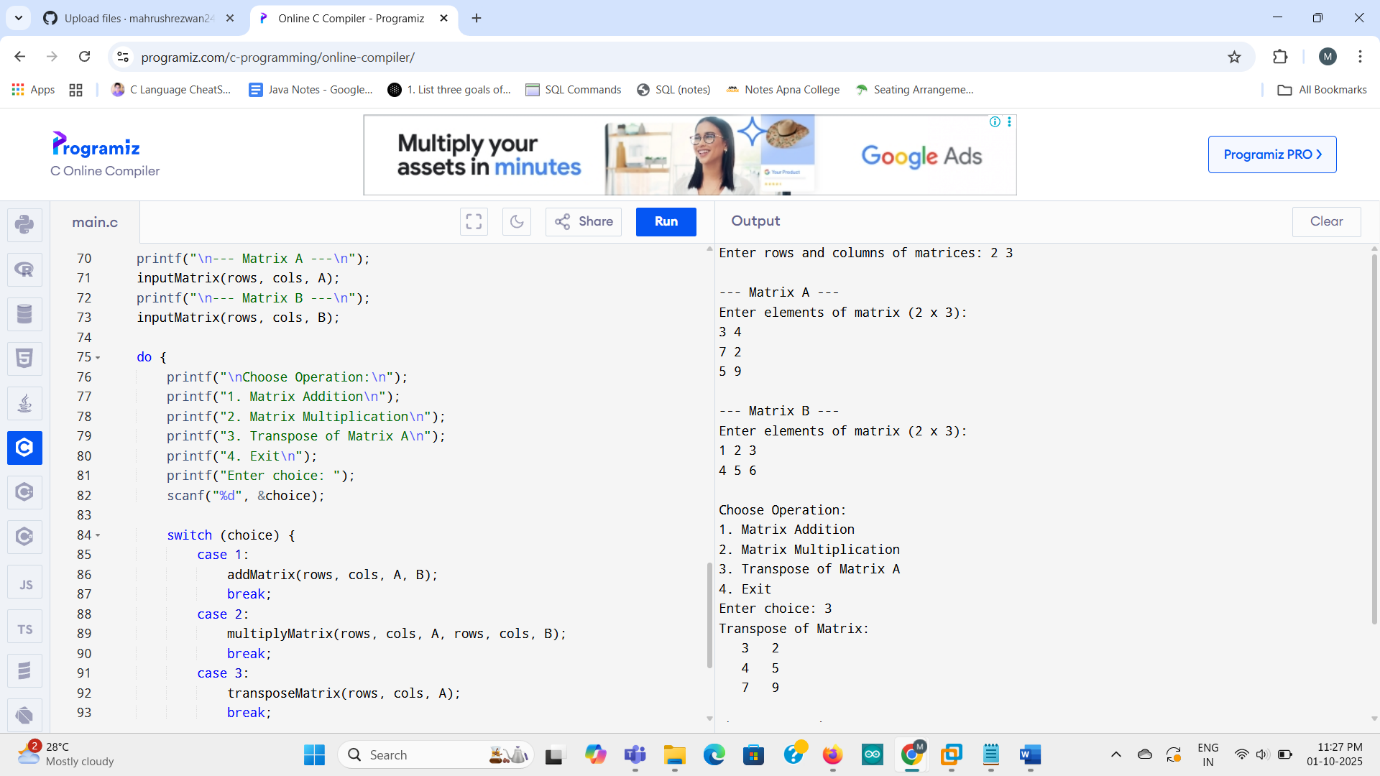 Upload files · mahrushrezwan24
Online C Compiler - Programiz
programiz.com/c-programming/online-compiler/
M
Apps
C Language CheatS...
Java Notes - Google...
1. List three goals of...
SQL Commands
SQL (notes)
Notes Apna College
Seating Arrangeme...
All Bookmarks
Programiz
C Online Compiler
Multiply your
assets in minutes
Your Product
Google Ads
Programiz PRO >
main.c
Share
Run
Output
Clear
70 printf("\n--- Matrix A ---\n");
71 inputMatrix(rows, cols, A);
72 printf("\n--- Matrix B ---\n");
73 inputMatrix(rows, cols, B);
74
75 do {
76 printf("\nChoose Operation:\n");
77 printf("1. Matrix Addition\n");
78 printf("2. Matrix Multiplication\n");
79 printf("3. Transpose of Matrix A\n");
80 printf("4. Exit\n");
81 printf("Enter choice: ");
82 scanf("%d", &choice);
83
84 switch (choice) {
85 case 1:
86 addMatrix(rows, cols, A, B);
87 break;
88 case 2:
89 multiplyMatrix(rows, cols, A, rows, cols, B);
90 break;
91 case 3:
92 transposeMatrix(rows, cols, A);
93 break;
JS
TS
Enter rows and columns of matrices: 2 3
--- Matrix A ---
Enter elements of matrix (2 x 3):
3 4
7 2
5 9
--- Matrix B ---
Enter elements of matrix (2 x 3):
1 2 3
4 5 6
Choose Operation:
1. Matrix Addition
2. Matrix Multiplication
3. Transpose of Matrix A
4. Exit
Enter choice: 3
Transpose of Matrix:
3 2
4 5
7 9
2
28°C
Mostly cloudy
Search
M
ENG
IN
11:27 PM
01-10-2025